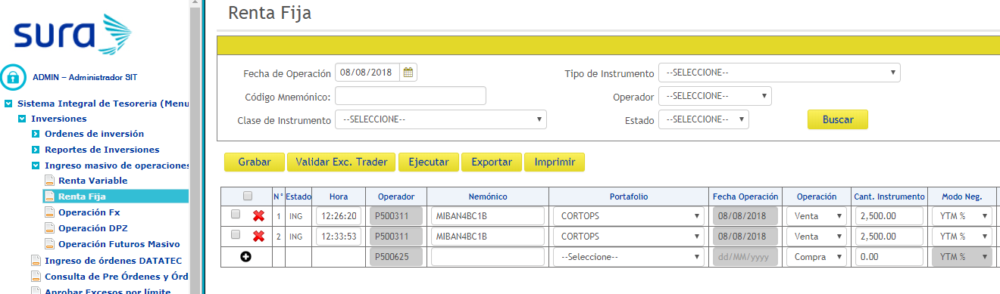 sura
ADMIN – Administrador SIT
Sistema Integral de Tesoreria (Menu
Inversiones
Ordenes de inversión
Reportes de Inversiones
Ingreso masivo de operaciones
Renta Variable
Renta Fija
Operación Fx
Operación DPZ
Operación Futuros Masivo
Ingreso de órdenes DATATEC
Consulta de Pre Órdenes y Órd
Aprobar Excesos por límite
Renta Fija
Fecha de Operación 08/08/2018 Tipo de Instrumento --SELECCIONE--
Código Mnemónico: Operador --SELECCIONE--
Clase de Instrumento --SELECCIONE-- Estado --SELECCIONE-- Buscar
Grabar Validar Exc. Trader Ejecutar Exportar Imprimir
N° Estado Hora Operador Nemónico Portafolio Fecha Operación Operación Cant. Instrumento Modo Neg.
1 ING 12:26:20 P500311 MIBAN4BC1B CORTOPS 08/08/2018 Venta 2,500.00 YTM %
2 ING 12:33:53 P500311 MIBAN4BC1B CORTOPS 08/08/2018 Venta 2,500.00 YTM %
P500625 --Seleccione-- dd/MM/yyyy Compra 0.00 YTM %